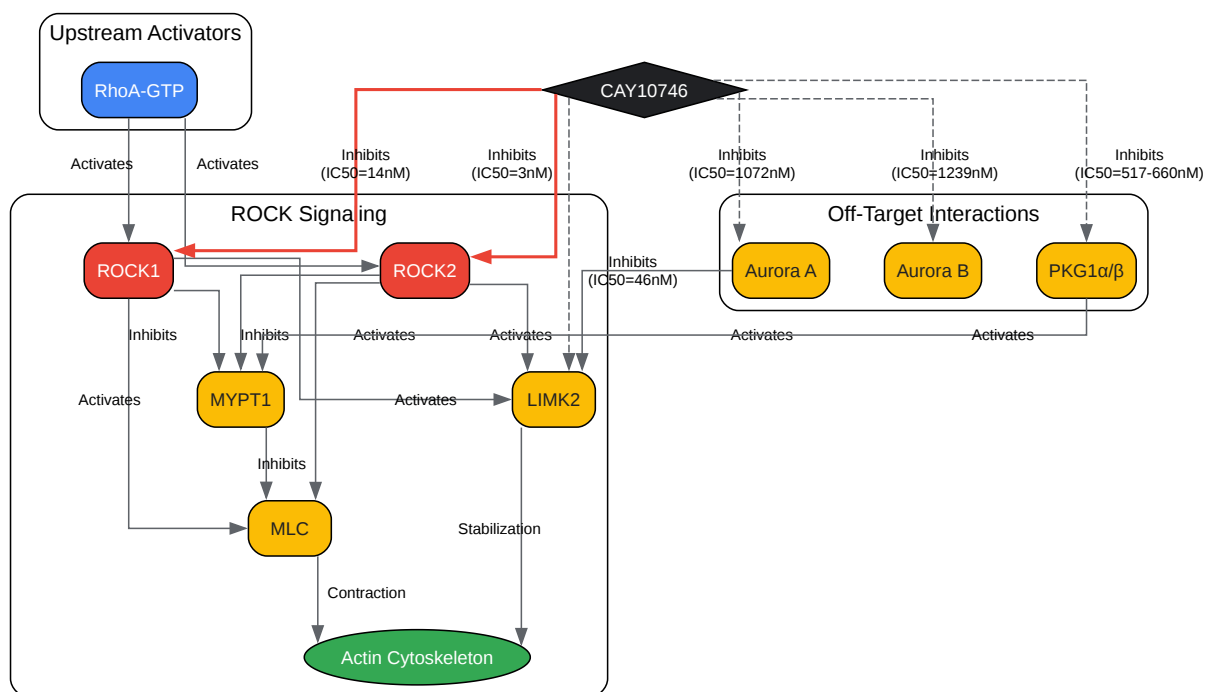 Upstream Activators
RhoA-GTP
CAY10746
Activates
Activates
Inhibits
(IC50=14nM)
Inhibits
(IC50=3nM)
Inhibits
(IC50=1072nM)
Inhibits
(IC50=1239nM)
Inhibits
(IC50=517-660nM)
ROCK Signaling
Off-Target Interactions
ROCK1
ROCK2
Inhibits
(IC50=46nM)
Aurora A
Aurora B
PKG1α/β
Inhibits
Inhibits
Activates
Activates
Activates
Activates
Activates
MYPT1
Activates
LIMK2
Inhibits
MLC
Stabilization
Contraction
Actin Cytoskeleton